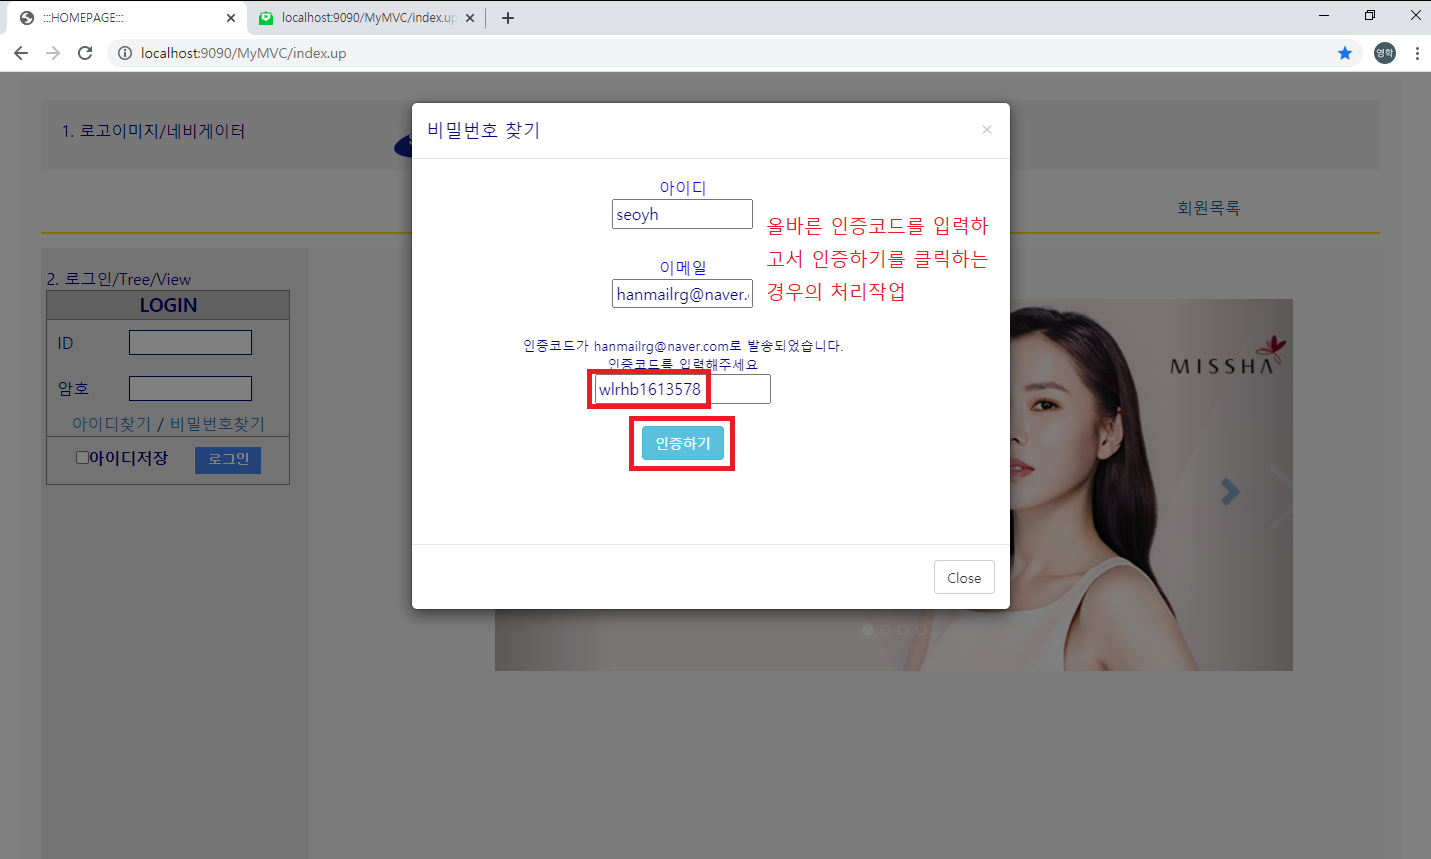 :::HOMEPAGE:::
localhost:9090/MyMVC/index.up
localhost:9090/MyMVC/index.up
영학
1. 로고이미지/네비게이터
회원목록
2. 로그인/Tree/View
LOGIN
ID
암호
아이디찾기 / 비밀번호찾기
아이디저장
로그인
비밀번호 찾기
×
아이디
seoyh
이메일
hanmailrg@naver.
올바른 인증코드를 입력하
고서 인증하기를 클릭하는
경우의 처리작업
인증코드가 hanmailrg@naver.com로 발송되었습니다.
인증코드를 입력해주세요
wlrhb1613578
인증하기
Close
MISSHA